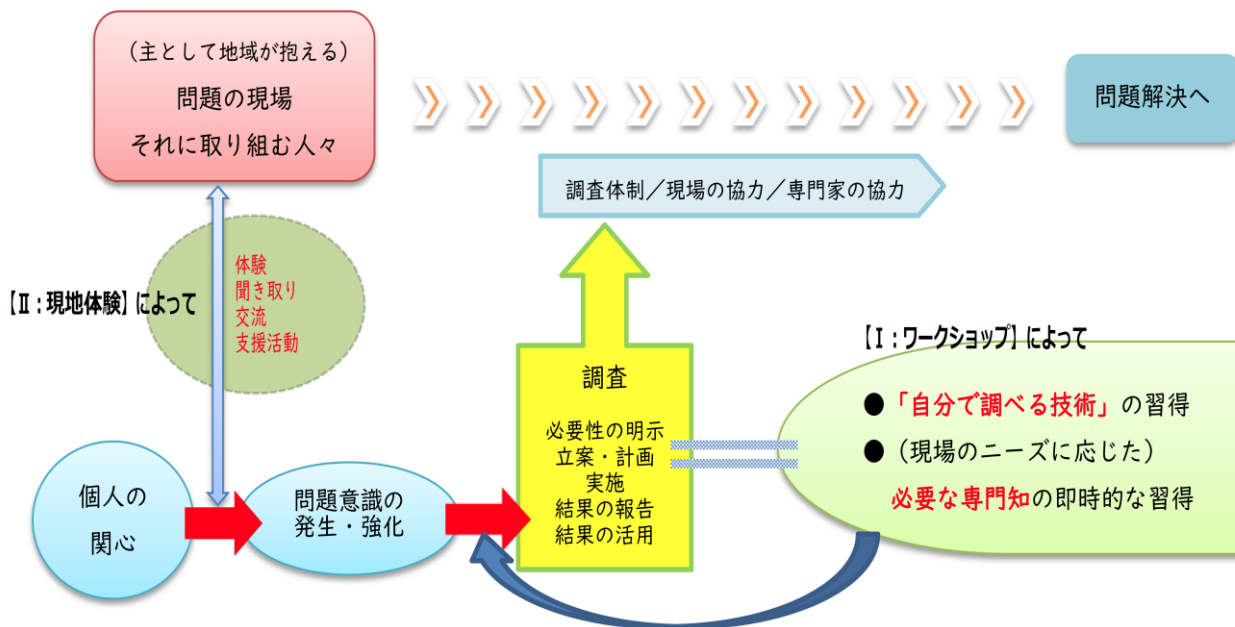 （主として地域が抱える）
問題の現場
それに取り組む人々
問題解決へ
調査体制／現場の協力／専門家の協力
【Ⅱ：現地体験】によって
体験
聞き取り
交流
支援活動
【Ⅰ：ワークショップ】によって
●「自分で調べる技術」の習得
●（現場のニーズに応じた）
必要な専門知の即時的な習得
調査
必要性の明示
立案・計画
実施
結果の報告
結果の活用
個人の
関心
問題意識の
発生・強化